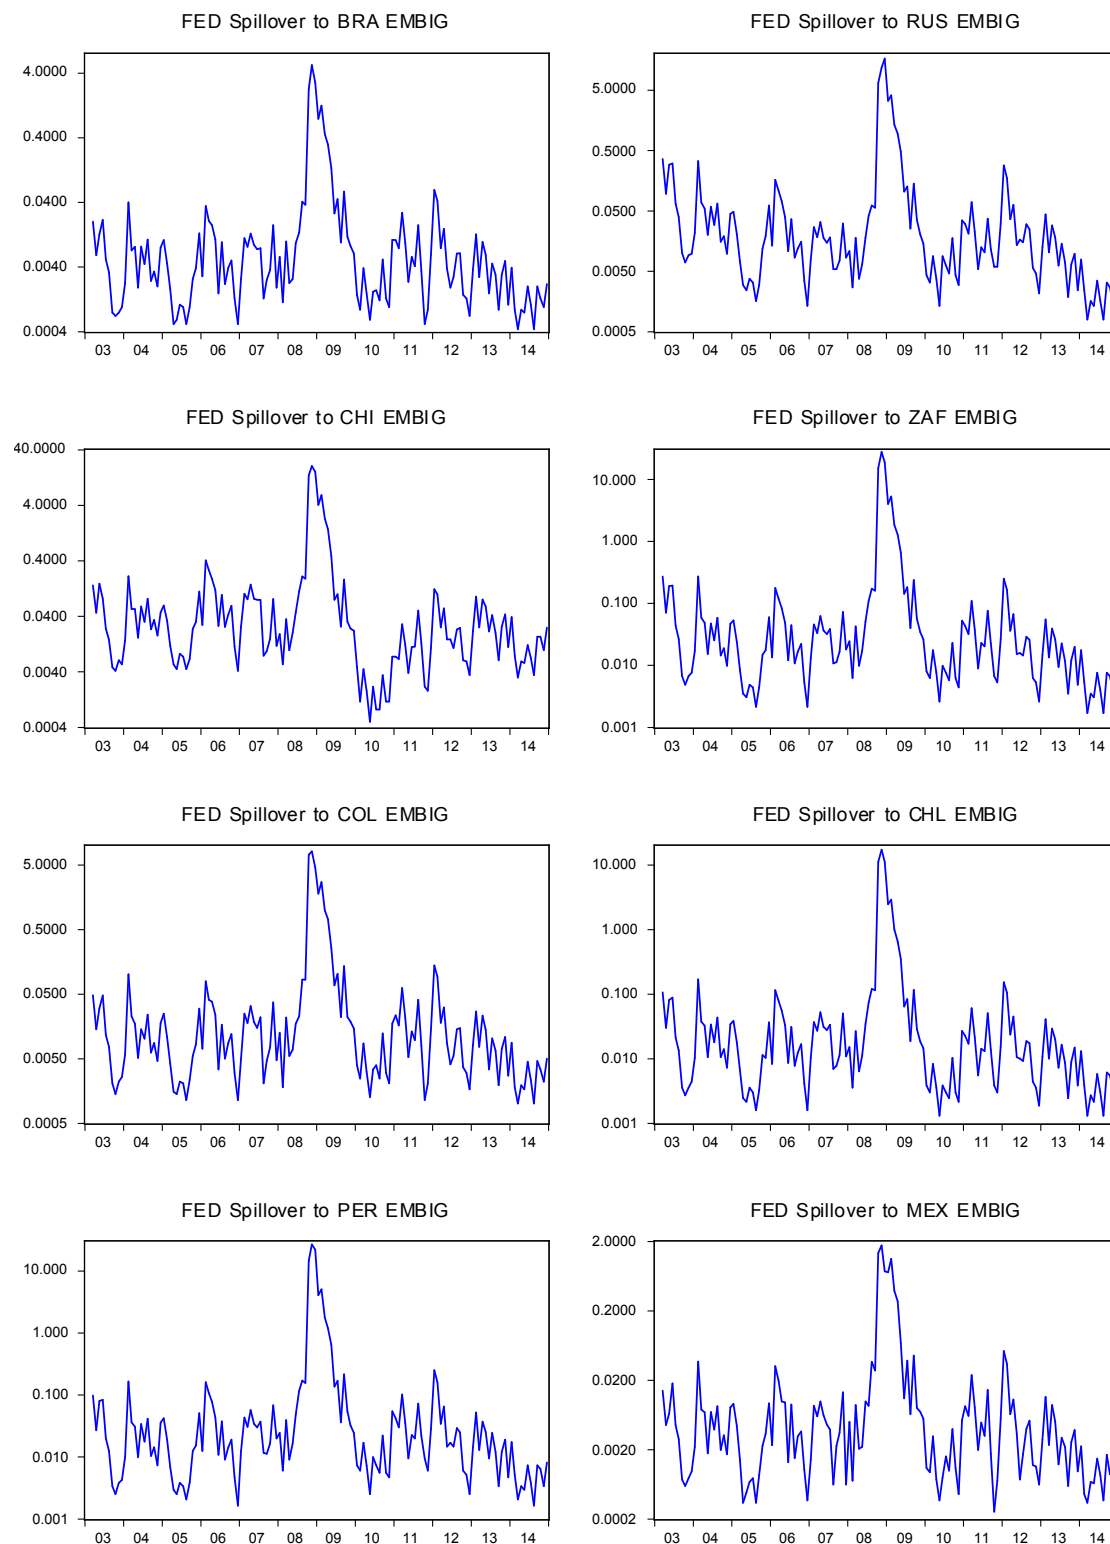 FED Spillover to BRA EMBIG
4.0000
0.4000
0.0400
0.0040
0.0004
03 04 05 06 07 08 09 10 11 12 13 14
FED Spillover to RUS EMBIG
5.0000
0.5000
0.0500
0.0050
0.0005
03 04 05 06 07 08 09 10 11 12 13 14
FED Spillover to CHI EMBIG
40.0000
4.0000
0.4000
0.0400
0.0040
0.0004
03 04 05 06 07 08 09 10 11 12 13 14
FED Spillover to ZAF EMBIG
10.000
1.000
0.100
0.010
0.001
03 04 05 06 07 08 09 10 11 12 13 14
FED Spillover to COL EMBIG
5.0000
0.5000
0.0500
0.0050
0.0005
03 04 05 06 07 08 09 10 11 12 13 14
FED Spillover to CHL EMBIG
10.000
1.000
0.100
0.010
0.001
03 04 05 06 07 08 09 10 11 12 13 14
FED Spillover to PER EMBIG
10.000
1.000
0.100
0.010
0.001
03 04 05 06 07 08 09 10 11 12 13 14
FED Spillover to MEX EMBIG
2.0000
0.2000
0.0200
0.0020
0.0002
03 04 05 06 07 08 09 10 11 12 13 14